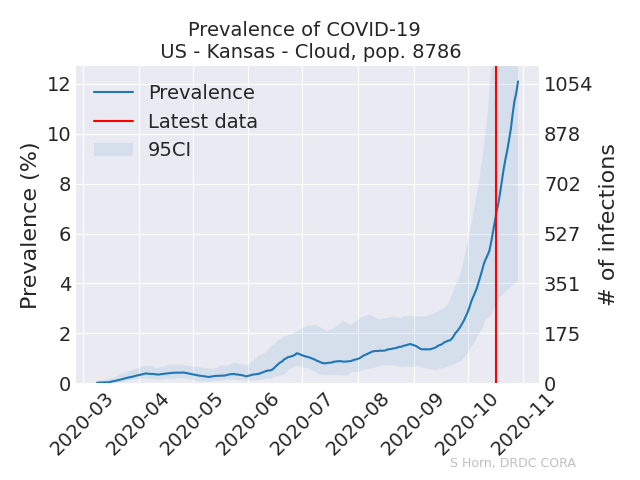 Prevalence of COVID-19
US - Kansas - Cloud, pop. 8786
Prevalence
Latest data
95CI
Prevalence (%)
12
10
8
6
4
2
0
1054
878
702
527
351
175
0
# of infections
2020-03
2020-04
2020-05
2020-06
2020-07
2020-08
2020-09
2020-10
2020-11
S Horn, DRDC CORA